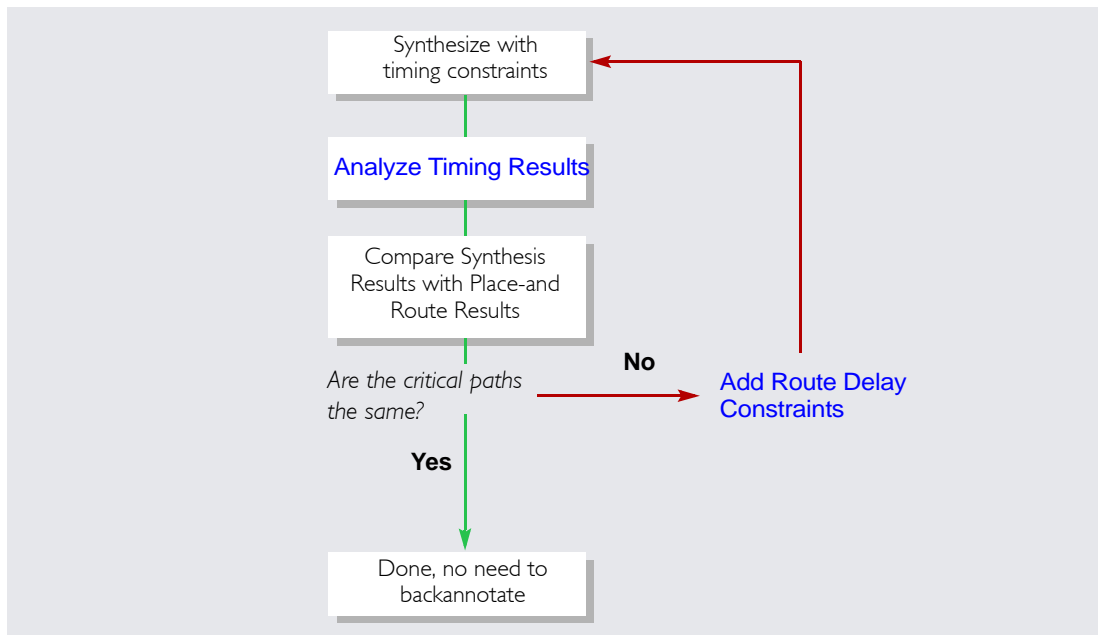 Synthesize with
timing constraints
Analyze Timing Results
Compare Synthesis
Results with Place-and
Route Results
Are the critical paths
the same?
No
Add Route Delay
Constraints
Yes
Done, no need to
backannotate